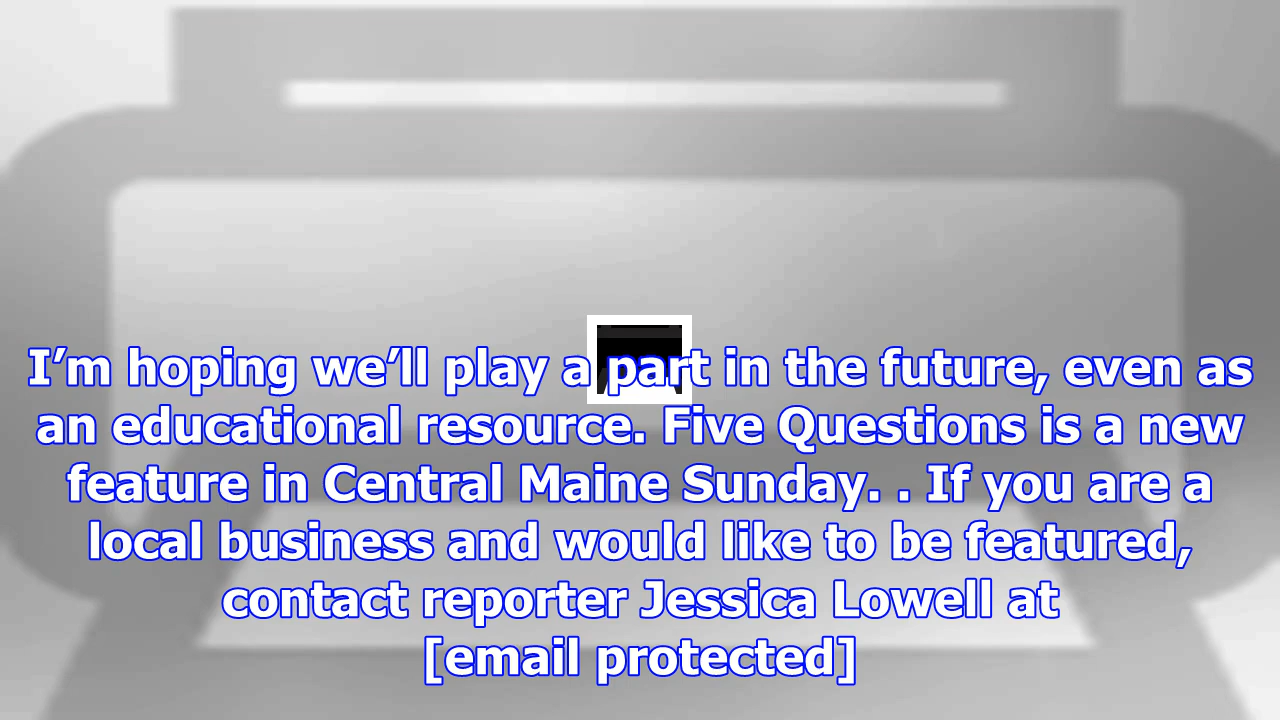 I’m hoping we’ll play a part in the future, even as
an educational resource. Five Questions is a new
feature in Central Maine Sunday. . If you are a
local business and would like to be featured,
contact reporter Jessica Lowell at
[email protected]